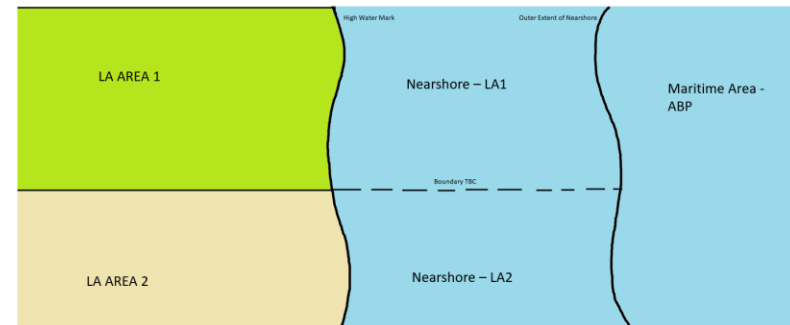 High Water Mark
Outer Extent of Nearshore
LA AREA 1
Nearshore – LA1
Maritime Area -
ABP
Boundary TBC
LA AREA 2
Nearshore – LA2